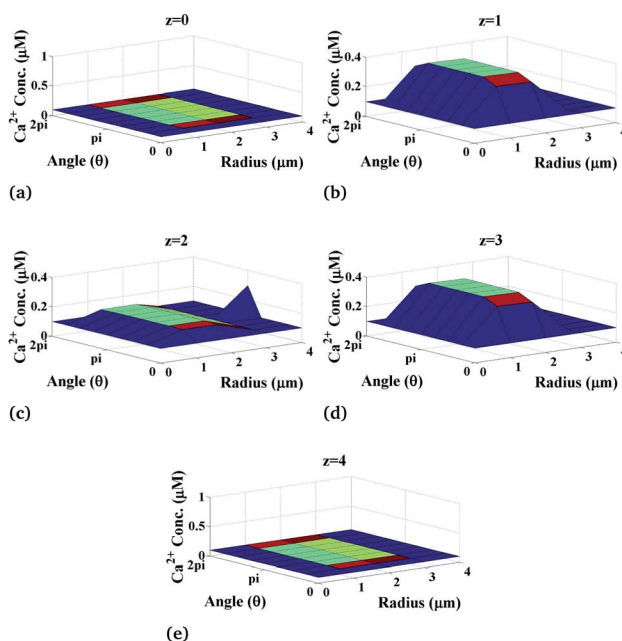 z=0
Ca2+ Conc. (μM)
1
0.5
0
2pi
pi
0
Angle (θ)
0
1
2
3
4
Radius (μm)
(a)
z=1
Ca2+ Conc. (μM)
0.4
0.2
0
2pi
pi
0
Angle (θ)
0
1
2
3
4
Radius (μm)
(b)
z=2
Ca2+ Conc. (μM)
0.4
0.2
0
2pi
pi
0
Angle (θ)
0
1
2
3
4
Radius (μm)
(c)
z=3
Ca2+ Conc. (μM)
0.4
0.2
0
2pi
pi
0
Angle (θ)
0
1
2
3
4
Radius (μm)
(d)
z=4
Ca2+ Conc. (μM)
1
0.5
0
2pi
pi
0
Angle (θ)
0
1
2
3
4
Radius (μm)
(e)